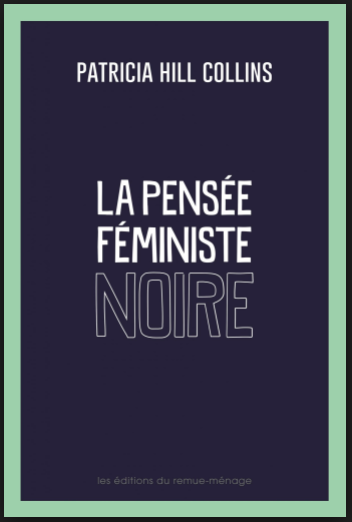 PATRICIA HILL COLLINS
LA PENSÉE
FÉMINISTE
NOIRE
les éditions du remue-ménage